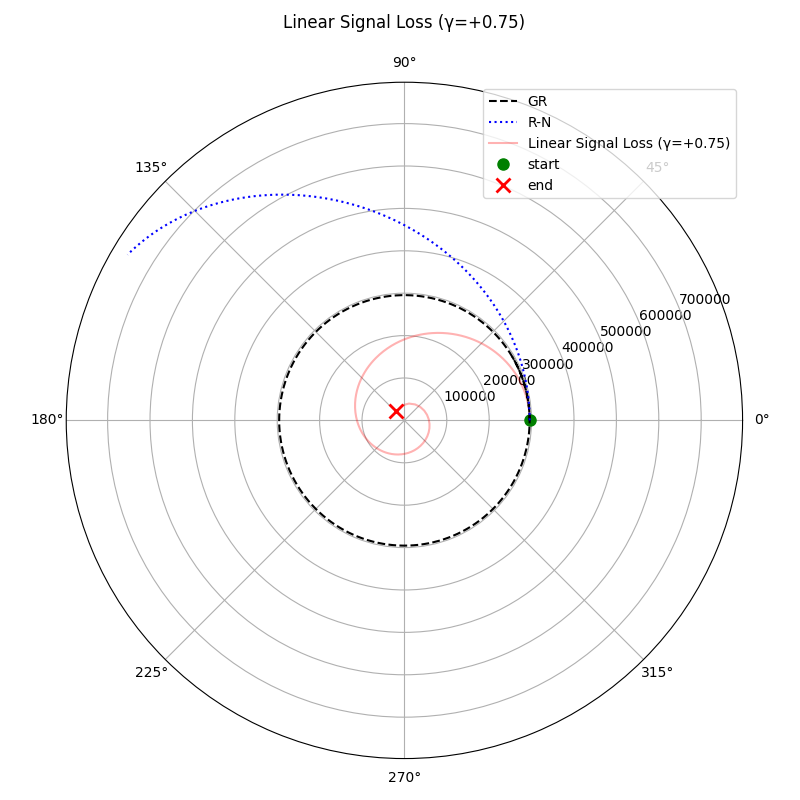 Linear Signal Loss (γ=+0.75)
90°
GR
R-N
Linear Signal Loss (γ=+0.75)
start
end
135°
45°
700000
600000
500000
400000
300000
200000
100000
180°
0°
225°
315°
270°